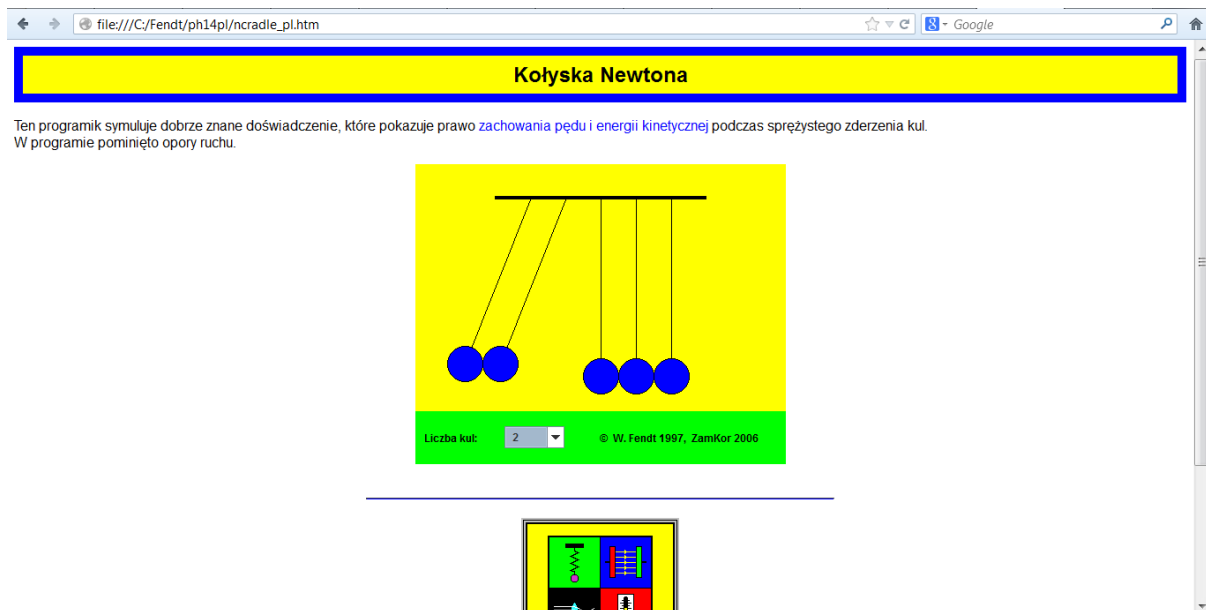 file:///C:/Fendt/ph14pl/ncradle_pl.htm
Google
Kołyska Newtona
Ten programik symuluje dobrze znane doświadczenie, które pokazuje prawo zachowania pędu i energii kinetycznej podczas sprężystego zderzenia kul.
W programie pominięto opory ruchu.
Liczba kul: 2 © W. Fendt 1997, ZamKor 2006